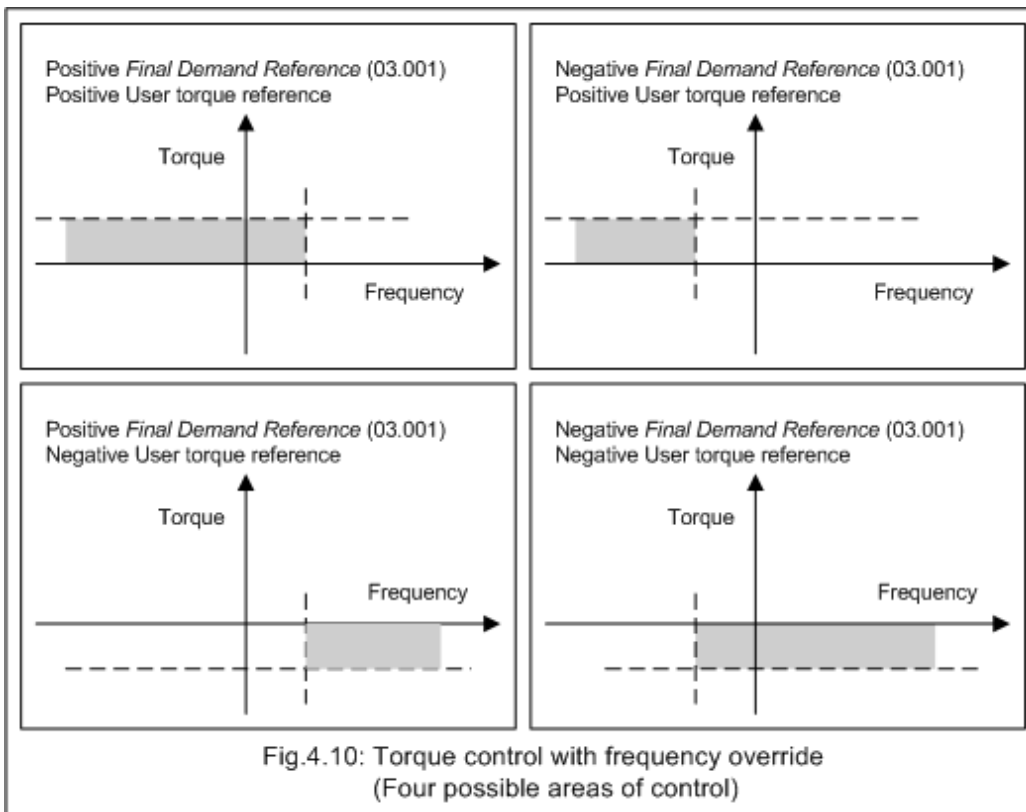 Positive Final Demand Reference (03.001)
Positive User torque reference
Torque
Frequency
Negative Final Demand Reference (03.001)
Positive User torque reference
Torque
Frequency
Positive Final Demand Reference (03.001)
Negative User torque reference
Torque
Frequency
Negative Final Demand Reference (03.001)
Negative User torque reference
Torque
Frequency
Fig.4.10: Torque control with frequency override
(Four possible areas of control)